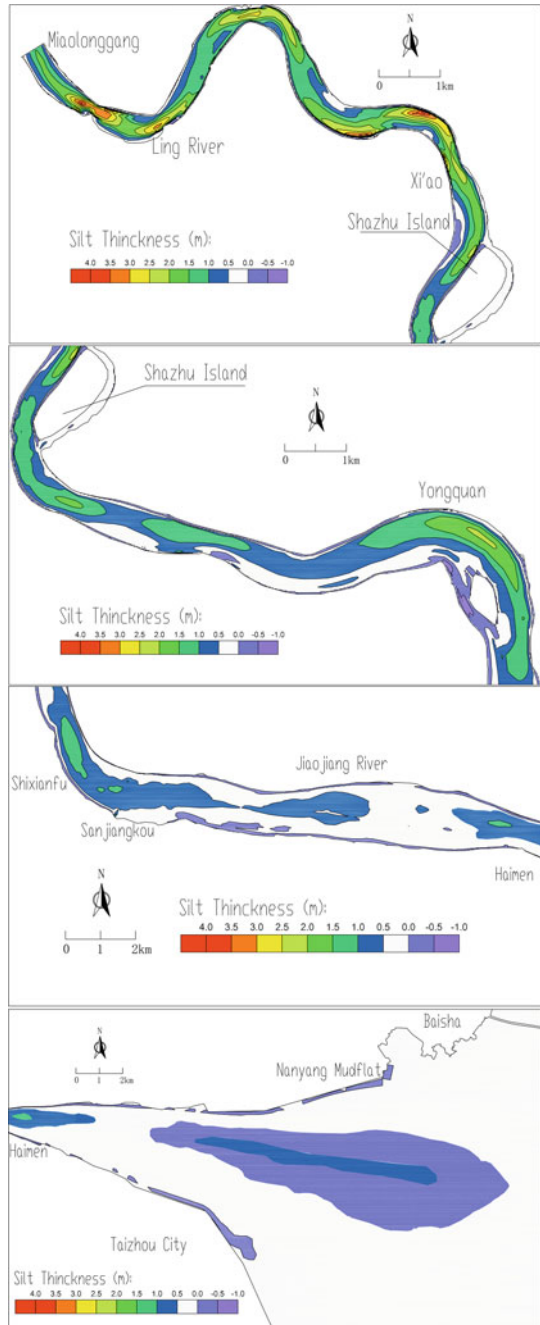 Miaolonggang
N
0 1km
Ling River
Xi'ao
Shazhu Island
Silt Thinckness (m):
4.0 3.5 3.0 2.5 2.0 1.5 1.0 0.5 0.0 -0.5 -1.0
Shazhu Island
N
0 1km
Yongquan
Silt Thinckness (m):
4.0 3.5 3.0 2.5 2.0 1.5 1.0 0.5 0.0 -0.5 -1.0
Jiaojiang River
Shixianfu
Sanjiangkou
Haimen
N
0 1 2km
Silt Thinckness (m):
4.0 3.5 3.0 2.5 2.0 1.5 1.0 0.5 0.0 -0.5 -1.0
Baisha
N
0 1 2km
Nanyang Mudflat
Haimen
Taizhou City
Silt Thinckness (m):
4.0 3.5 3.0 2.5 2.0 1.5 1.0 0.5 0.0 -0.5 -1.0